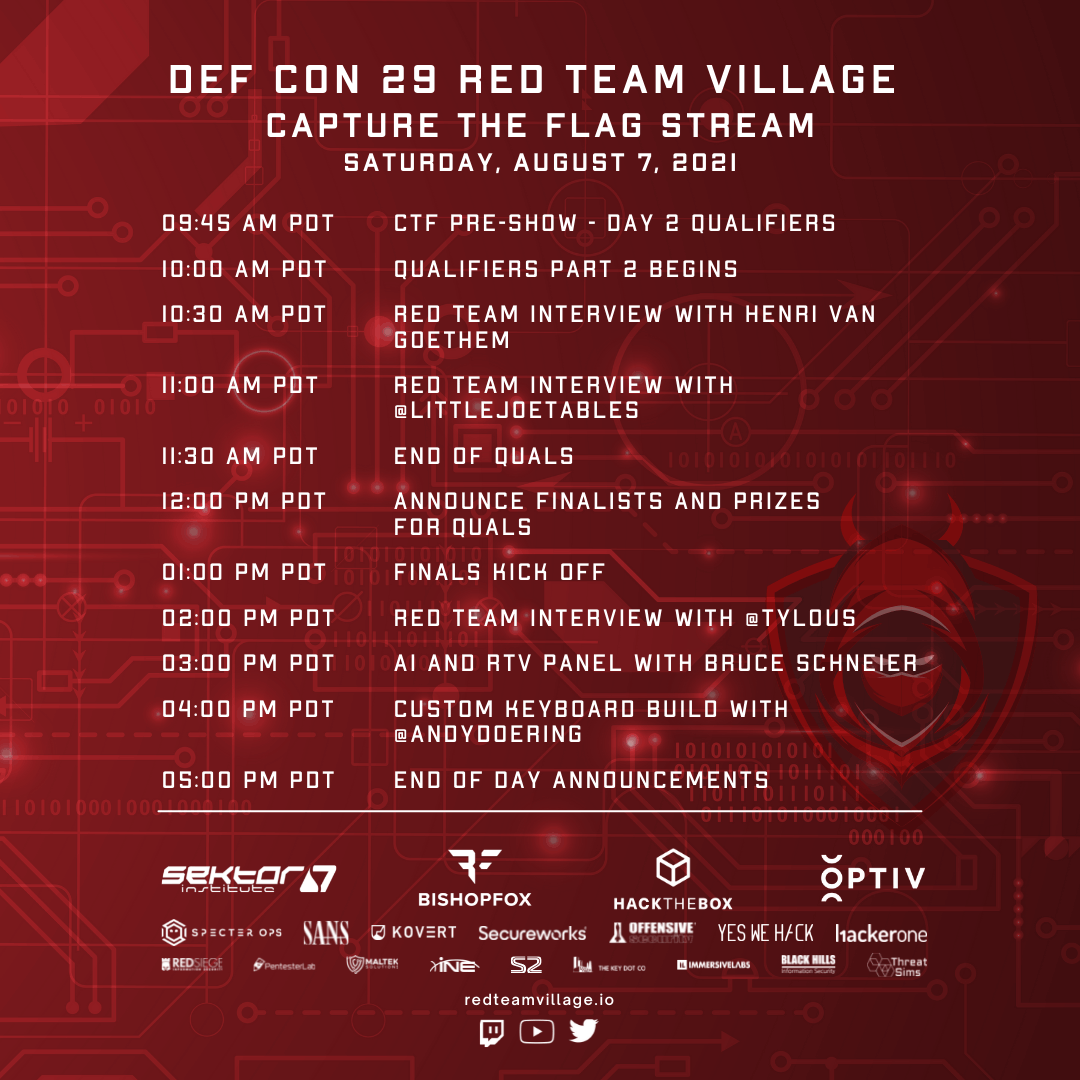 DEF CON 29 RED TEAM VILLAGE
CAPTURE THE FLAG STREAM
SATURDAY, AUGUST 7, 2021
09:45 AM PDT CTF PRE-SHOW - DAY 2 QUALIFIERS
10:00 AM PDT QUALIFIERS PART 2 BEGINS
10:30 AM PDT RED TEAM INTERVIEW WITH HENRI VAN
GOETHEM
11:00 AM PDT RED TEAM INTERVIEW WITH
@LITTLEJOETABLES
11:30 AM PDT END OF QUALS
12:00 PM PDT ANNOUNCE FINALISTS AND PRIZES
FOR QUALS
01:00 PM PDT FINALS KICK OFF
02:00 PM PDT RED TEAM INTERVIEW WITH @TYLOUS
03:00 PM PDT AI AND RTV PANEL WITH BRUCE SCHNEIER
04:00 PM PDT CUSTOM KEYBOARD BUILD WITH
@ANDYDOERING
05:00 PM PDT END OF DAY ANNOUNCEMENTS
SEKTOR7 institute BISHOPFOX HACKTHEBOX OPTIV
SPECTER OPS SANS KOVERT Secureworks OFFENSIVE security YES WE H/CK hackerone
REDSIEGE INFORMATION SECURITY PentesterLab MALTEK SOLUTIONS INE S2 THE KEY DOT CO IMMERSIVELABS BLACK HILLS Information Security Threat Sims
redteamvillage.io